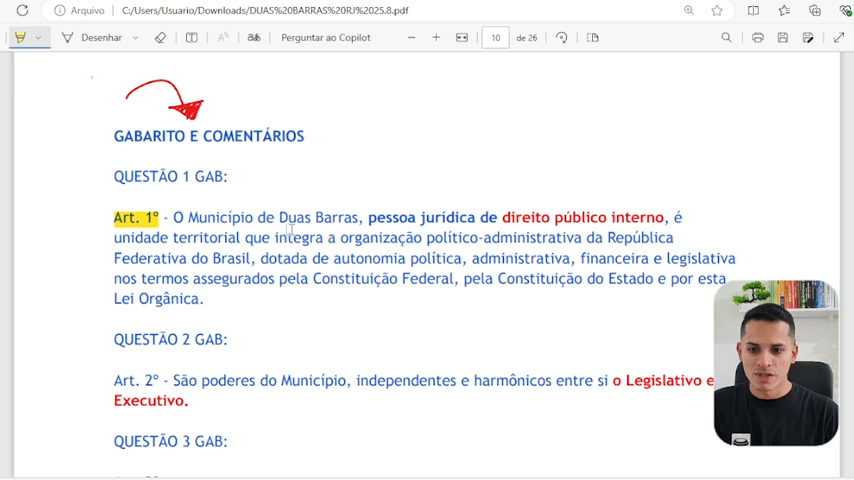 Arquivo C:/Users/Usuario/Downloads/DUAS%20BARRAS%20RJ%2025.8.pdf
Desenhar Perguntar ao Copilot 10 de 26
GABARITO E COMENTÁRIOS
QUESTÃO 1 GAB:
Art. 1º - O Município de Duas Barras, pessoa jurídica de direito público interno, é
unidade territorial que integra a organização político-administrativa da República
Federativa do Brasil, dotada de autonomia política, administrativa, financeira e legislativa
nos termos assegurados pela Constituição Federal, pela Constituição do Estado e por esta
Lei Orgânica.
QUESTÃO 2 GAB:
Art. 2º - São poderes do Município, independentes e harmônicos entre si o Legislativo e
Executivo.
QUESTÃO 3 GAB: